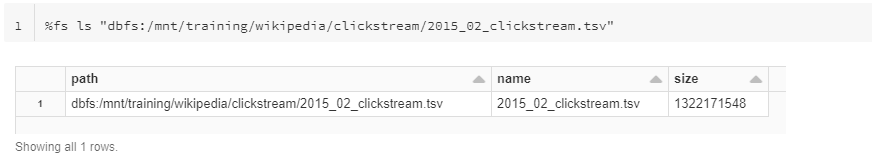 1 %fs ls "dbfs:/mnt/training/wikipedia/clickstream/2015_02_clickstream.tsv"
path name size
1 dbfs:/mnt/training/wikipedia/clickstream/2015_02_clickstream.tsv 2015_02_clickstream.tsv 1322171548
Showing all 1 rows.